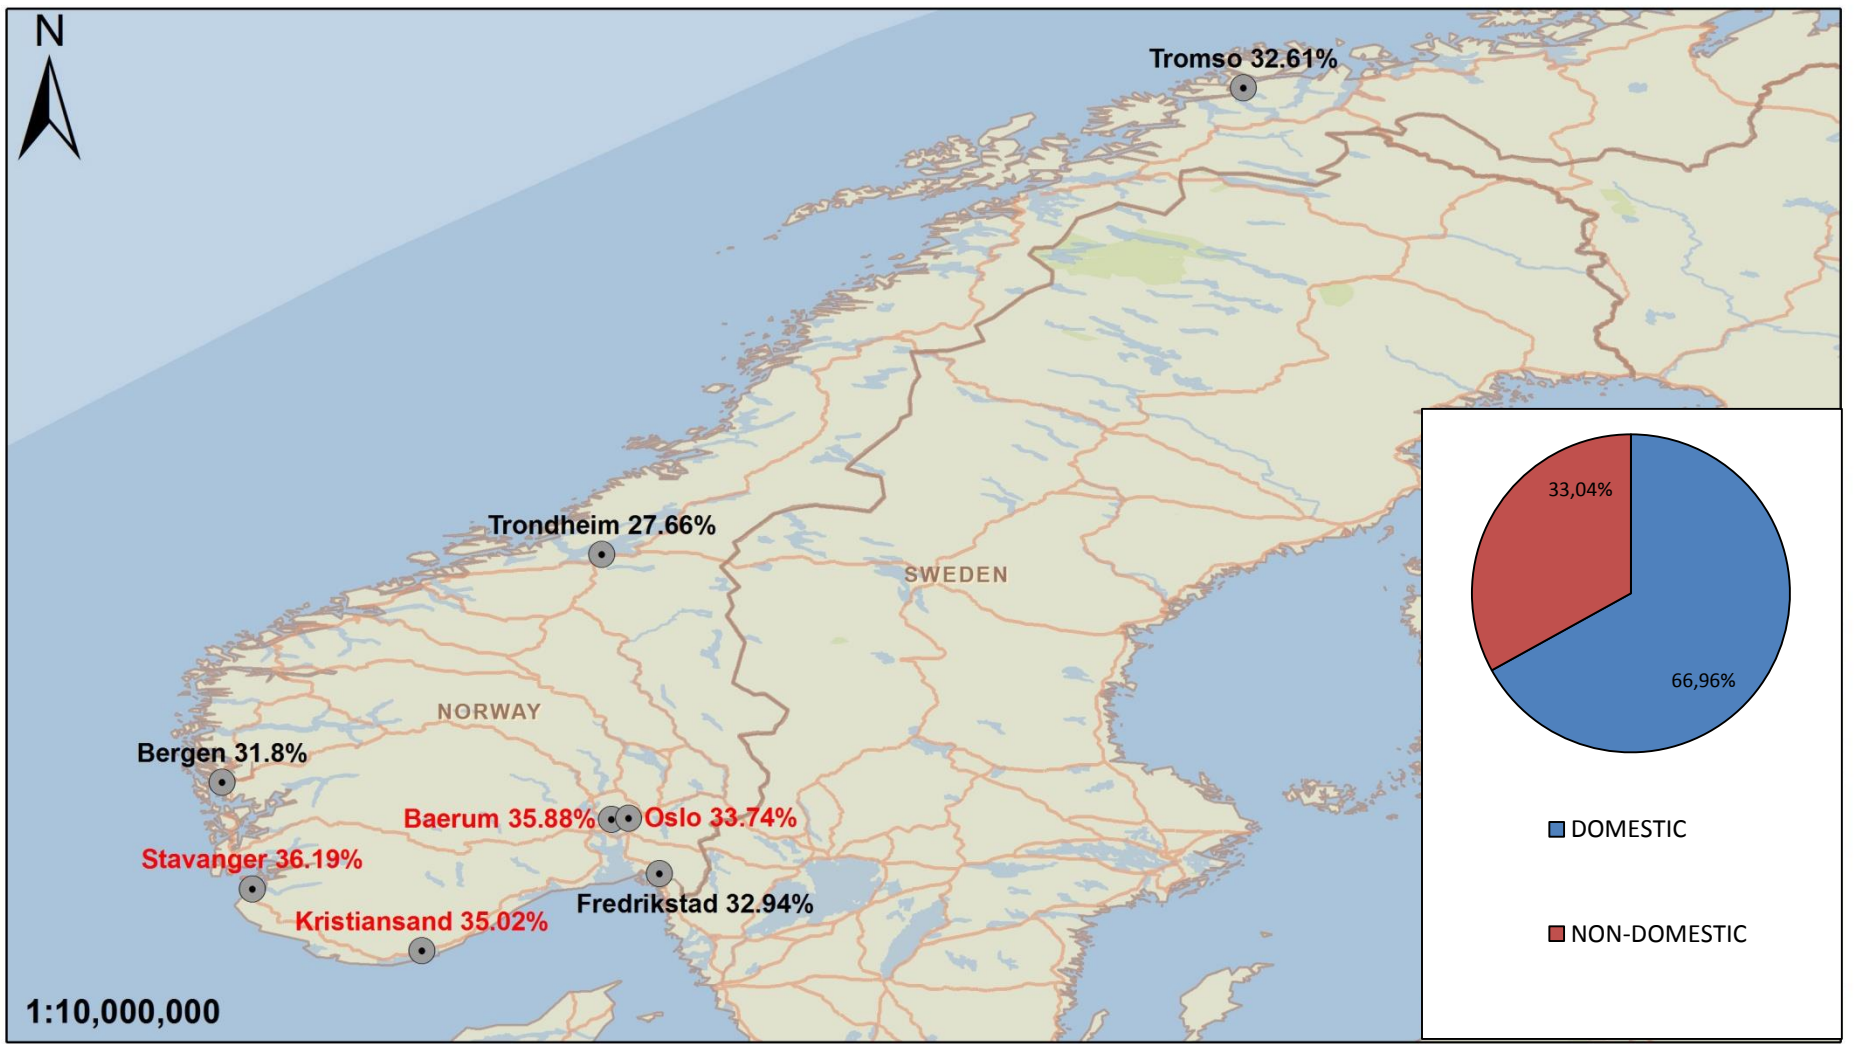 N
Tromso 32.61%
Trondheim 27.66%
SWEDEN
NORWAY
Bergen 31.8%
Baerum 35.88%
Oslo 33.74%
Stavanger 36.19%
Fredrikstad 32.94%
Kristiansand 35.02%
1:10,000,000
33,04%
66,96%
DOMESTIC
NON-DOMESTIC